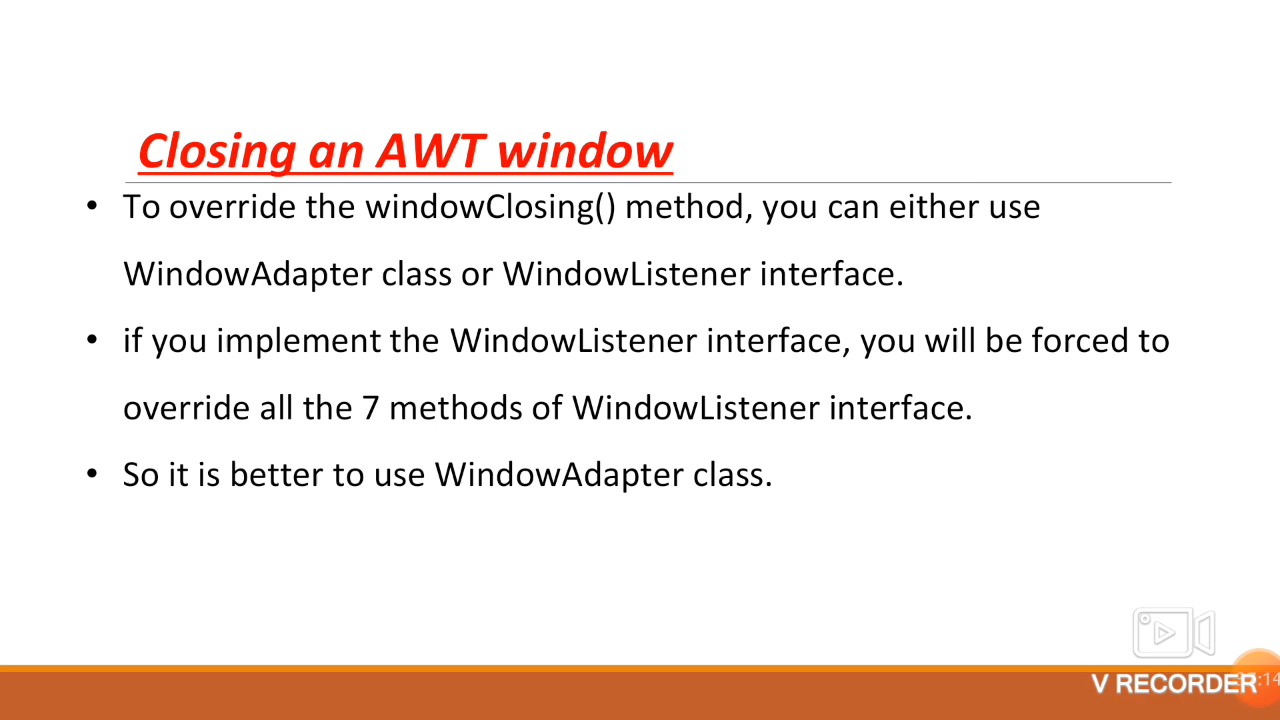 Closing an AWT window
• To override the windowClosing() method, you can either use
WindowAdapter class or WindowListener interface.
• if you implement the WindowListener interface, you will be forced to
override all the 7 methods of WindowListener interface.
• So it is better to use WindowAdapter class.
V RECORDER